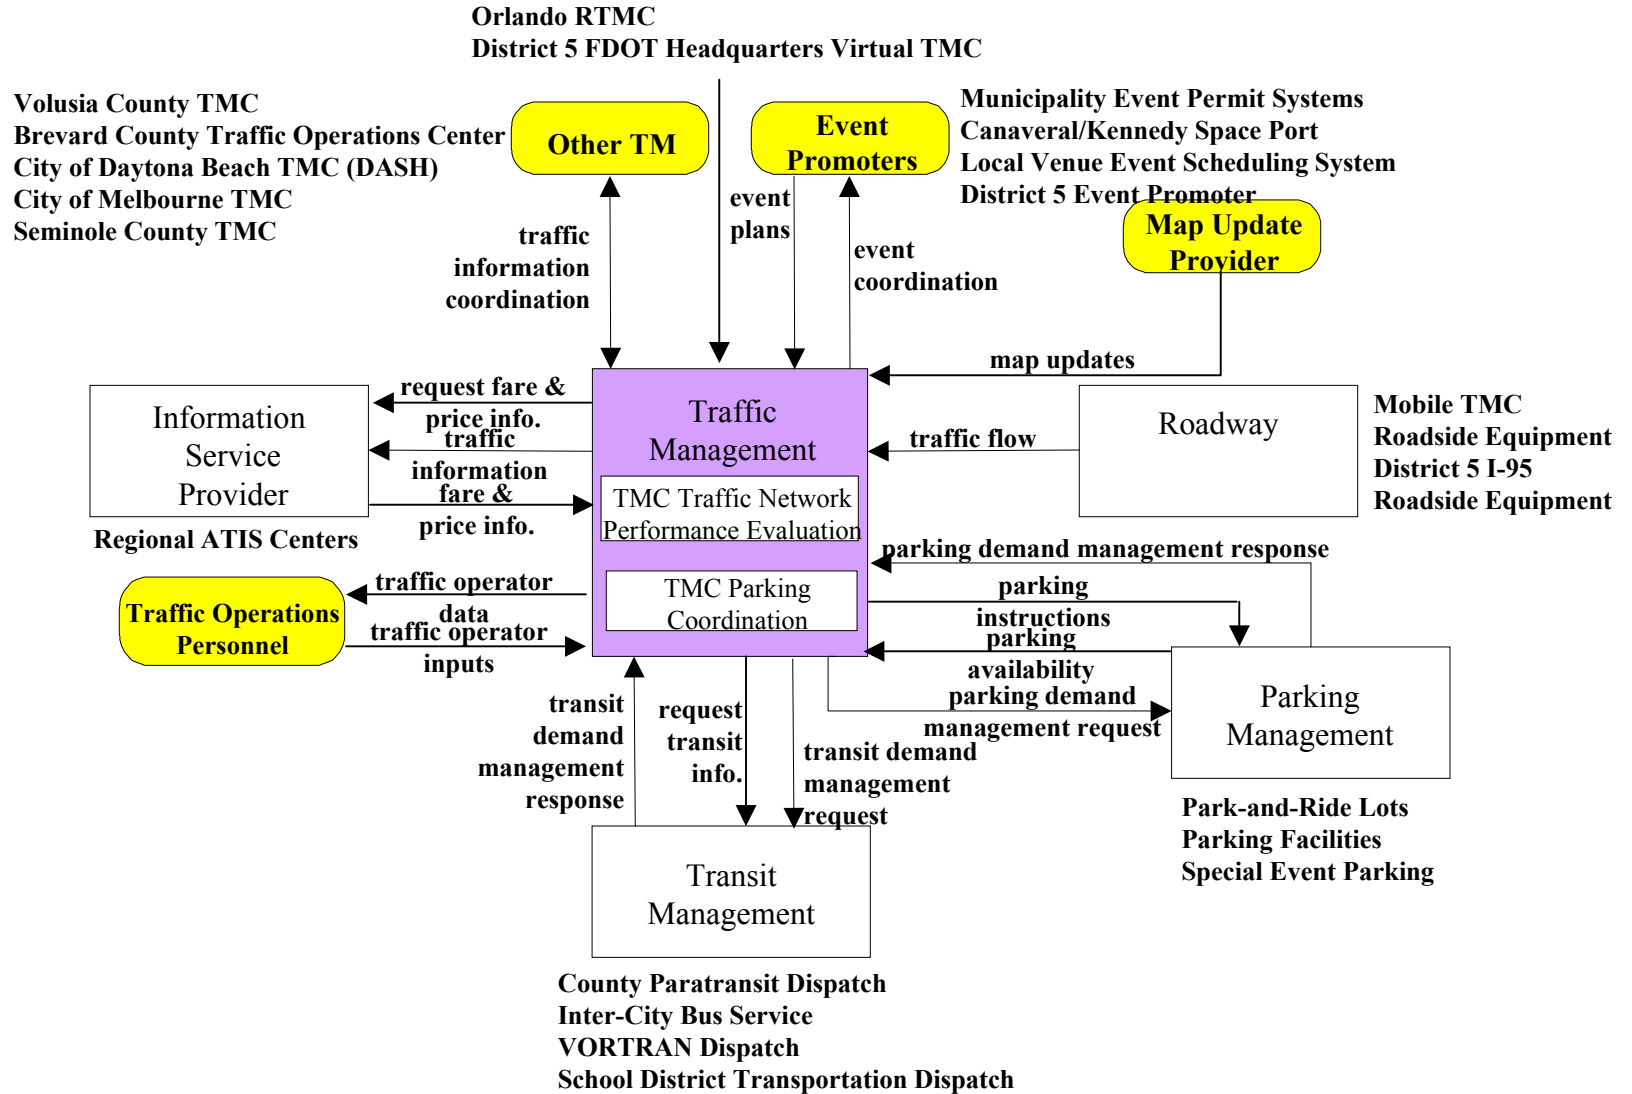 Orlando RTMC
District 5 FDOT Headquarters Virtual TMC
Volusia County TMC
Brevard County Traffic Operations Center
City of Daytona Beach TMC (DASH)
City of Melbourne TMC
Seminole County TMC
Other TM
Event
Promoters
Municipality Event Permit Systems
Canaveral/Kennedy Space Port
Local Venue Event Scheduling System
District 5 Event Promoter
Map Update
Provider
traffic
information
coordination
event
plans
event
coordination
map updates
Information
Service
Provider
Regional ATIS Centers
request fare &
price info.
traffic
information
fare &
price info.
Traffic
Management
TMC Traffic Network
Performance Evaluation
TMC Parking
Coordination
traffic flow
Roadway
Mobile TMC
Roadside Equipment
District 5 I-95
Roadside Equipment
Traffic Operations
Personnel
traffic operator
data
traffic operator
inputs
parking demand management response
parking
instructions
parking
availability
parking demand
management request
Parking
Management
Park-and-Ride Lots
Parking Facilities
Special Event Parking
transit
demand
management
response
request
transit
info.
transit demand
management
request
Transit
Management
County Paratransit Dispatch
Inter-City Bus Service
VORTRAN Dispatch
School District Transportation Dispatch